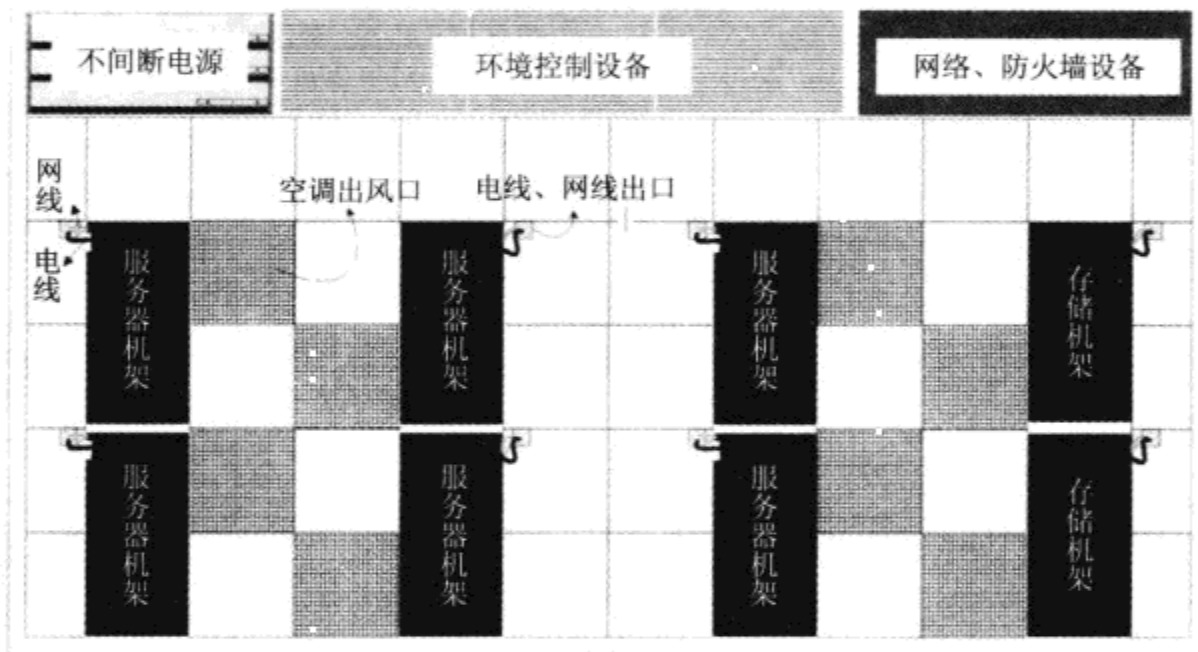 不间断电源
环境控制设备
网络、防火墙设备
网线
空调出风口
电线、网线出口
电线
服务器机架
服务器机架
服务器机架
存储机架
服务器机架
服务器机架
服务器机架
存储机架